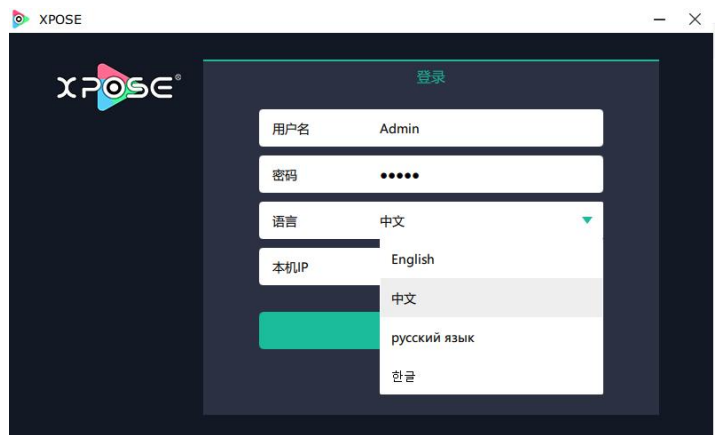 XPOSE
XPOSE®
登录
用户名 Admin
密码 •••••
语言 中文
本机IP
English
中文
русский язык
한글